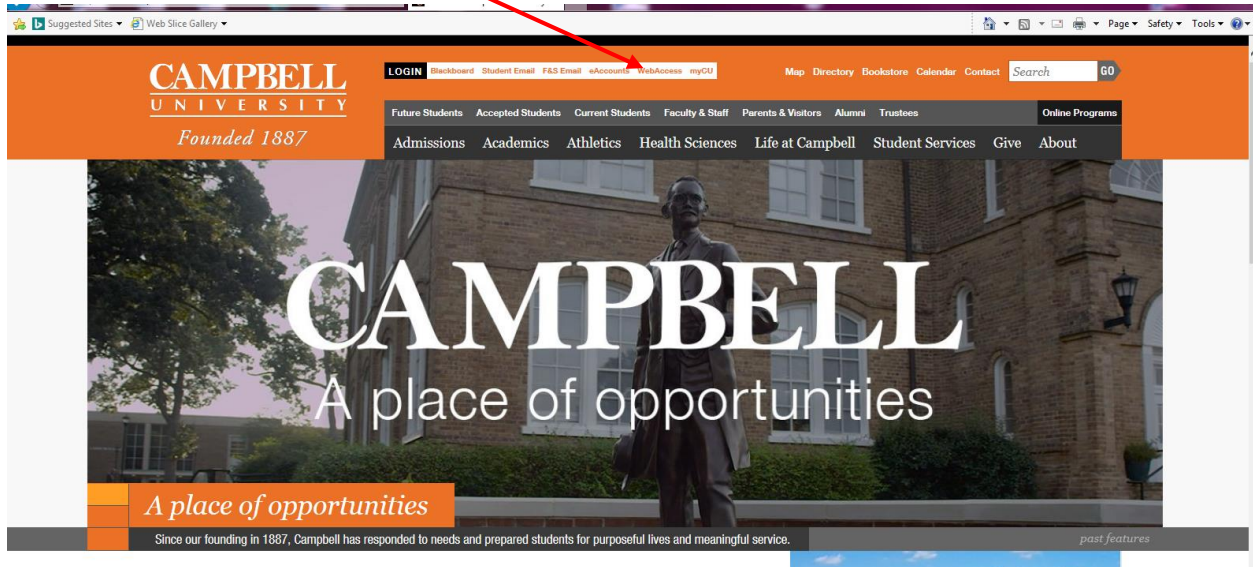 Suggested Sites Web Slice Gallery Page Safety Tools
CAMPBELL
UNIVERSITY
Founded 1887
LOGIN Blackboard Student Email F&S Email eAccounts WebAccess myCU Map Directory Bookstore Calendar Contact Search GO
Future Students Accepted Students Current Students Faculty & Staff Parents & Visitors Alumni Trustees Online Programs
Admissions Academics Athletics Health Sciences Life at Campbell Student Services Give About
CAMPBELL
A place of opportunities
A place of opportunities
Since our founding in 1887, Campbell has responded to needs and prepared students for purposeful lives and meaningful service. past features